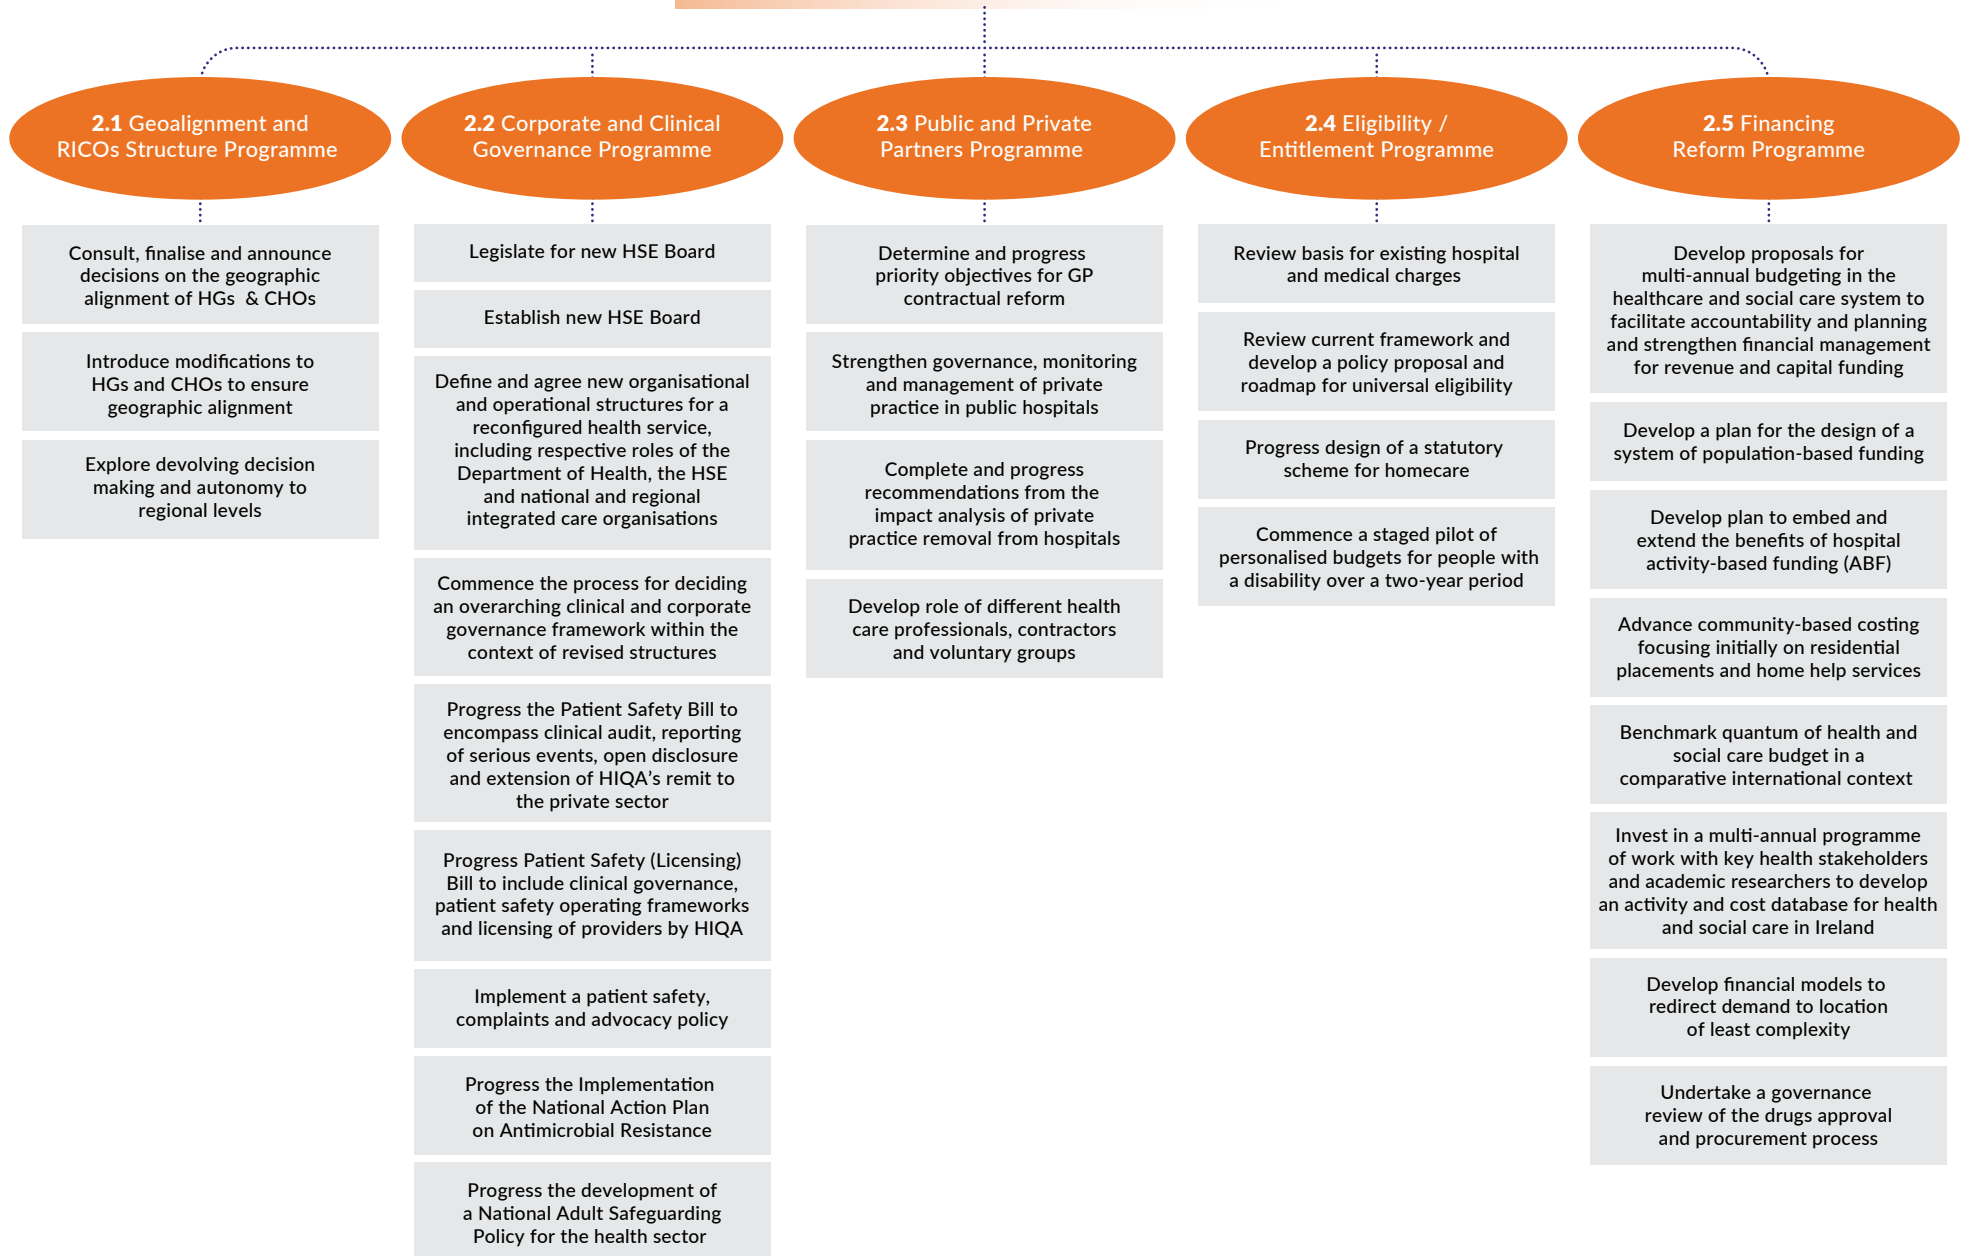 2.1 Geoalignment and
RICOs Structure Programme
Consult, finalise and announce
decisions on the geographic
alignment of HGs & CHOs
Introduce modifications to
HGs and CHOs to ensure
geographic alignment
Explore devolving decision
making and autonomy to
regional levels
2.2 Corporate and Clinical
Governance Programme
Legislate for new HSE Board
Establish new HSE Board
Define and agree new organisational
and operational structures for a
reconfigured health service,
including respective roles of the
Department of Health, the HSE
and national and regional
integrated care organisations
Commence the process for deciding
an overarching clinical and corporate
governance framework within the
context of revised structures
Progress the Patient Safety Bill to
encompass clinical audit, reporting
of serious events, open disclosure
and extension of HIQA's remit to
the private sector
Progress Patient Safety (Licensing)
Bill to include clinical governance,
patient safety operating frameworks
and licensing of providers by HIQA
Implement a patient safety,
complaints and advocacy policy
Progress the Implementation
of the National Action Plan
on Antimicrobial Resistance
Progress the development of
a National Adult Safeguarding
Policy for the health sector
2.3 Public and Private
Partners Programme
Determine and progress
priority objectives for GP
contractual reform
Strengthen governance, monitoring
and management of private
practice in public hospitals
Complete and progress
recommendations from the
impact analysis of private
practice removal from hospitals
Develop role of different health
care professionals, contractors
and voluntary groups
2.4 Eligibility /
Entitlement Programme
Review basis for existing hospital
and medical charges
Review current framework and
develop a policy proposal and
roadmap for universal eligibility
Progress design of a statutory
scheme for homecare
Commence a staged pilot of
personalised budgets for people with
a disability over a two-year period
2.5 Financing
Reform Programme
Develop proposals for
multi-annual budgeting in the
healthcare and social care system to
facilitate accountability and planning
and strengthen financial management
for revenue and capital funding
Develop a plan for the design of a
system of population-based funding
Develop plan to embed and
extend the benefits of hospital
activity-based funding (ABF)
Advance community-based costing
focusing initially on residential
placements and home help services
Benchmark quantum of health and
social care budget in a
comparative international context
Invest in a multi-annual programme
of work with key health stakeholders
and academic researchers to develop
an activity and cost database for health
and social care in Ireland
Develop financial models to
redirect demand to location
of least complexity
Undertake a governance
review of the drugs approval
and procurement process